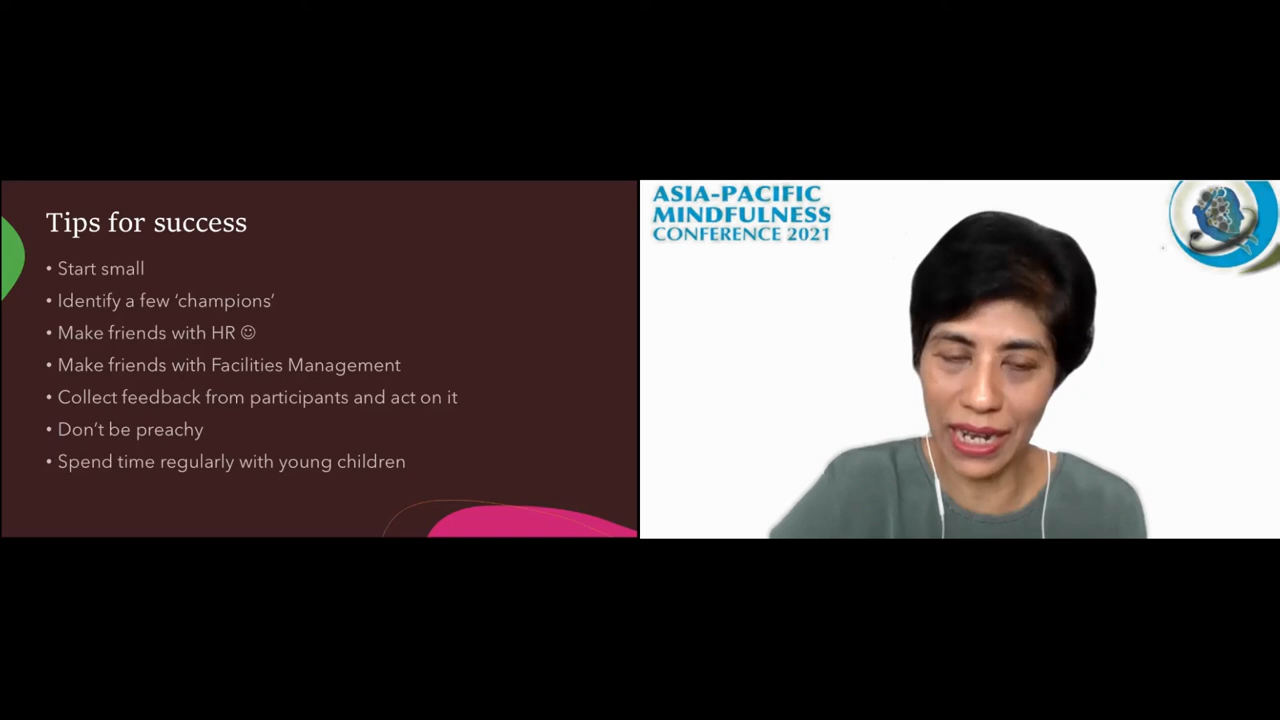 Tips for success
• Start small
• Identify a few ‘champions’
• Make friends with HR ☺
• Make friends with Facilities Management
• Collect feedback from participants and act on it
• Don’t be preachy
• Spend time regularly with young children
ASIA-PACIFIC
MINDFULNESS
CONFERENCE 2021